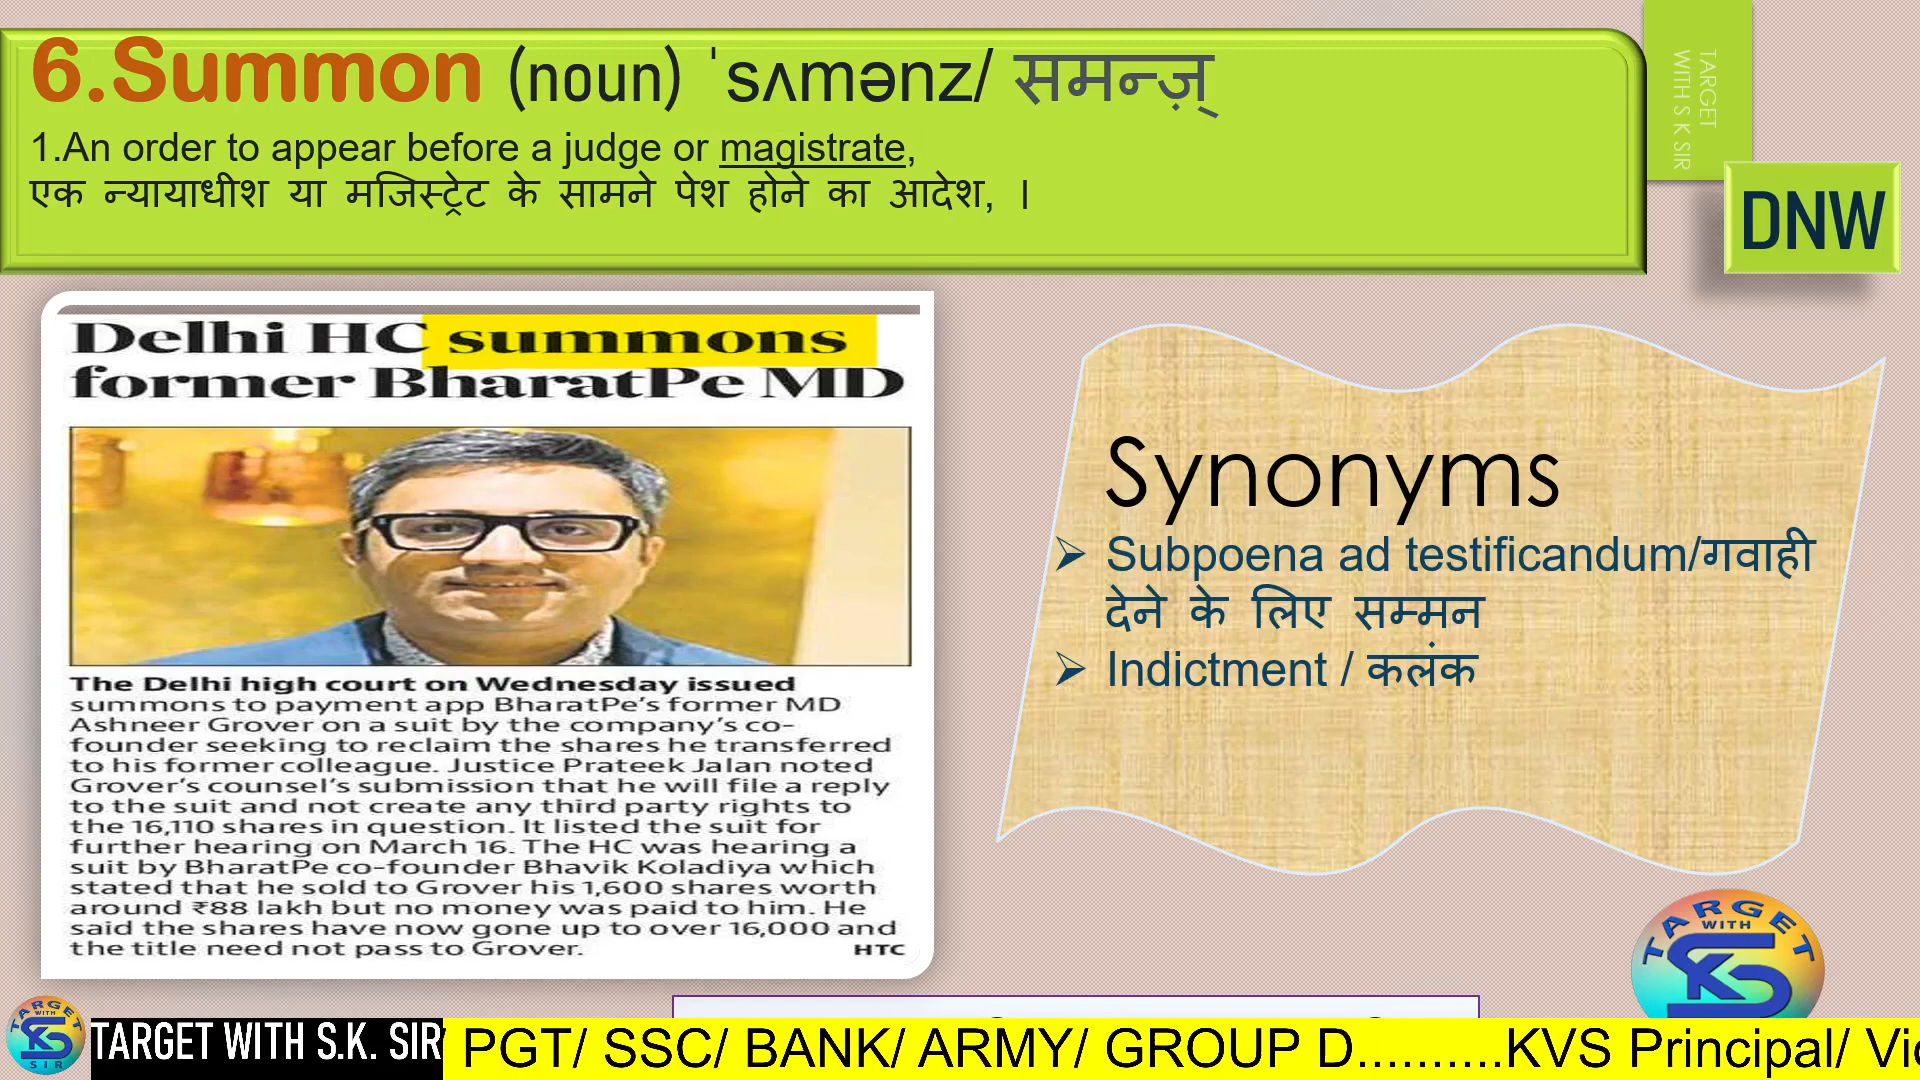 6.Summon (noun) ˈsʌmənz/ समन्ज़्
1.An order to appear before a judge or magistrate,
एक न्यायाधीश या मजिस्ट्रेट के सामने पेश होने का आदेश, ।
TARGET
WITH S K SIR
DNW
Delhi HC summons
former BharatPe MD
The Delhi high court on Wednesday issued
summons to payment app BharatPe’s former MD
Ashneer Grover on a suit by the company’s co-
founder seeking to reclaim the shares he transferred
to his former colleague. Justice Prateek Jalan noted
Grover’s counsel’s submission that he will file a reply
to the suit and not create any third party rights to
the 16,110 shares in question. It listed the suit for
further hearing on March 16. The HC was hearing a
suit by BharatPe co-founder Bhavik Koladiya which
stated that he sold to Grover his 1,600 shares worth
around ₹88 lakh but no money was paid to him. He
said the shares have now gone up to over 16,000 and
the title need not pass to Grover. HTC
Synonyms
Subpoena ad testificandum/गवाही
देने के लिए सम्मन
Indictment / कलंक
TARGET
WITH
SK
TARGET
WITH
SK
SIR
TARGET WITH S.K. SIR
PGT/ SSC/ BANK/ ARMY/ GROUP D..........KVS Principal/